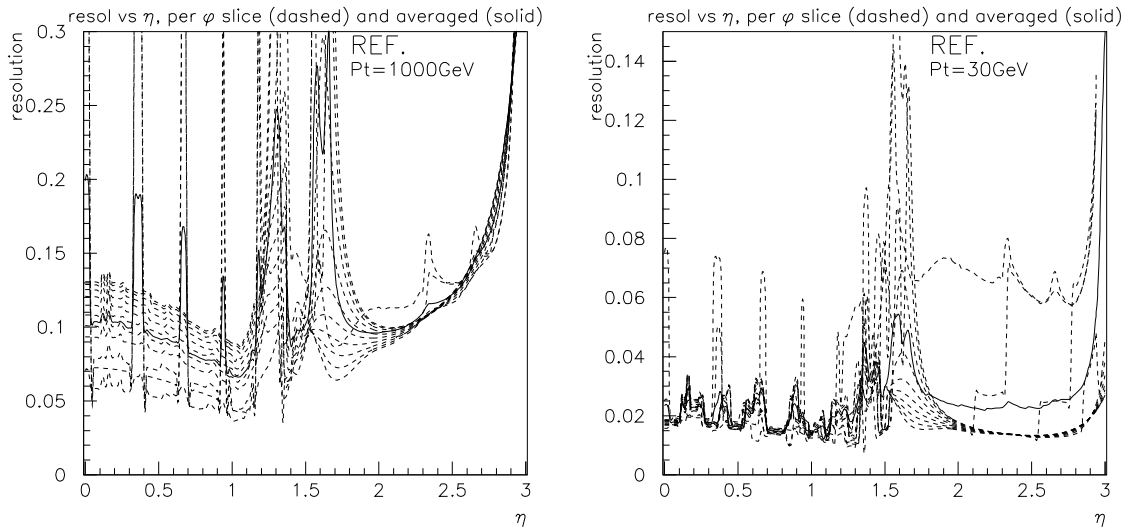 resol vs η, per φ slice (dashed) and averaged (solid)
resolution
REF.
Pt=1000GeV
0.3
0.25
0.2
0.15
0.1
0.05
0
0 0.5 1 1.5 2 2.5 3
η
resol vs η, per φ slice (dashed) and averaged (solid)
resolution
REF.
Pt=30GeV
0.14
0.12
0.1
0.08
0.06
0.04
0.02
0
0 0.5 1 1.5 2 2.5 3
η